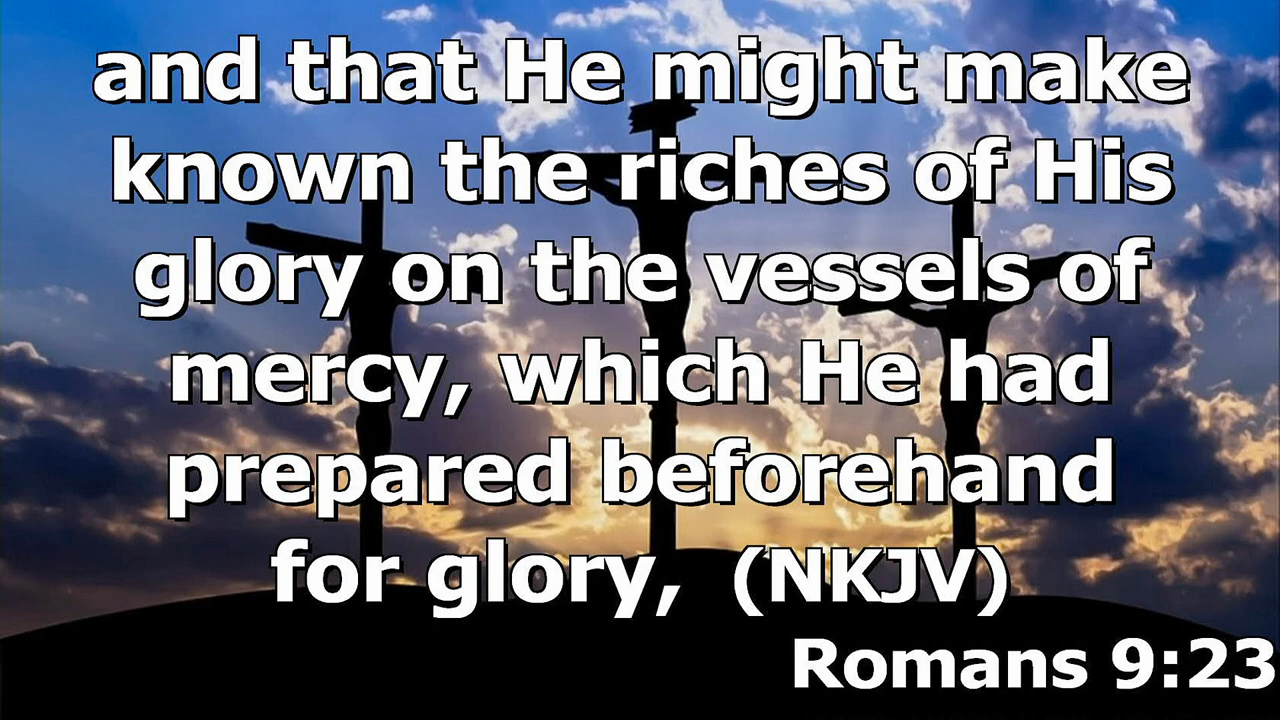 and that He might make
known the riches of His
glory on the vessels of
mercy, which He had
prepared beforehand
for glory, (NKJV)
Romans 9:23